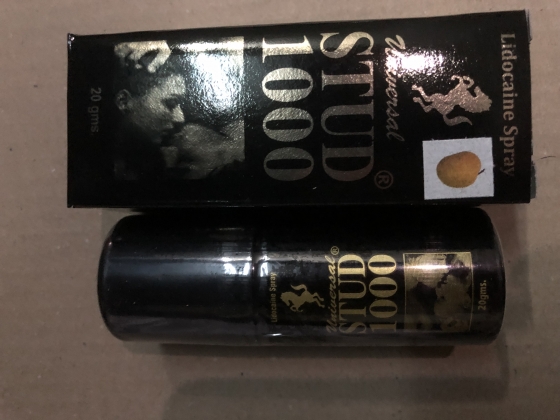 Lidocaine Spray
Universal
STUD®
1000
20 gms.
Lidocaine Spray
Universal®
STUD
1000
20gms.